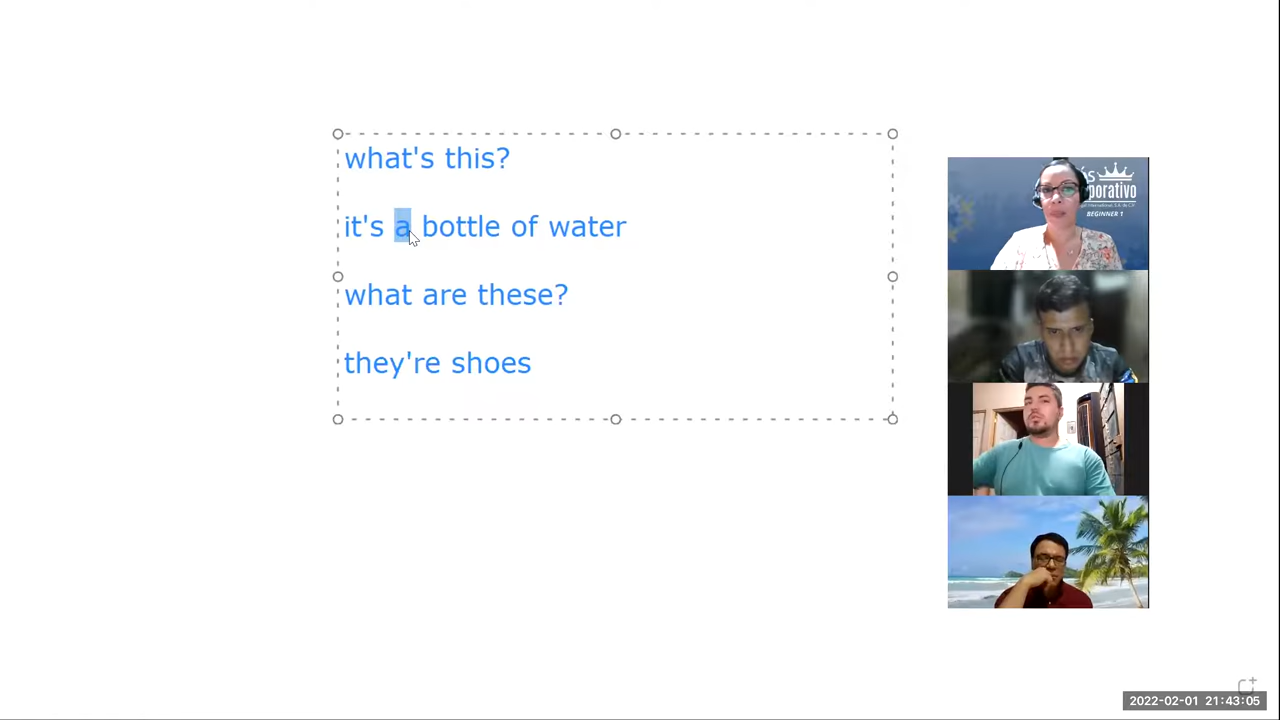 what's this?
it's a bottle of water
what are these?
they're shoes
BEGINNER 1
2022-02-01 21:43:05